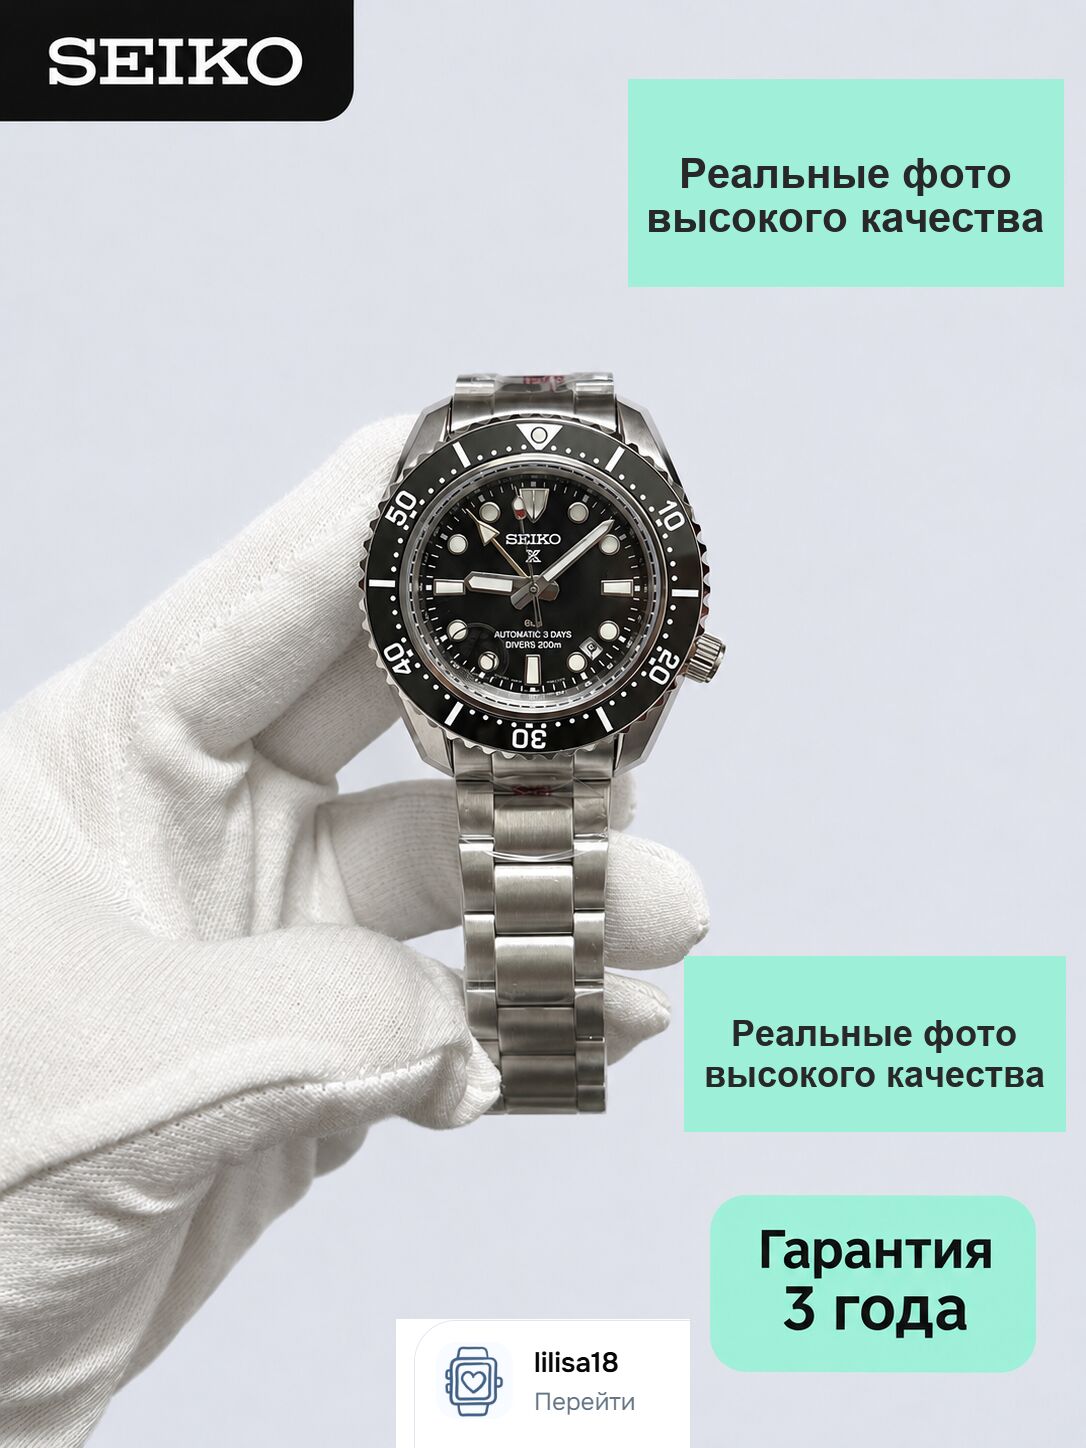 SEIKO
Реальные фото
высокого качества
50
10
SEIKO
X
AUTOMATIC 3 DAYS
DIVER'S 200m
40
20
30
Реальные фото
высокого качества
Гарантия
3 года
lilisa18
Перейти